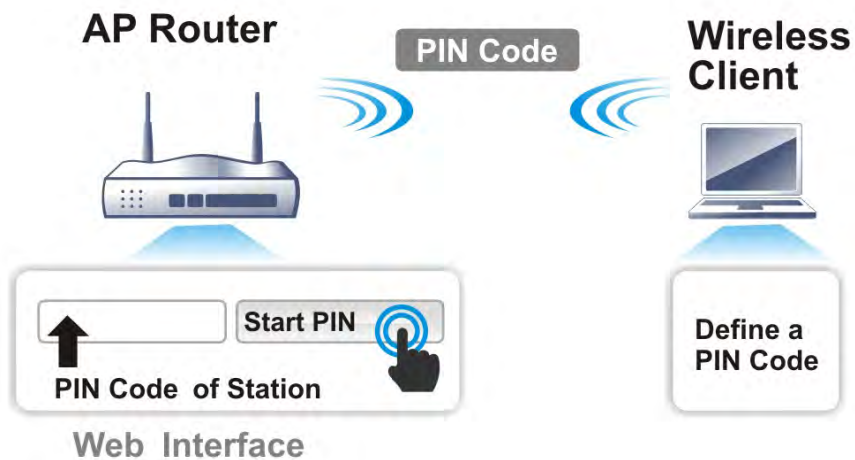 AP Router
PIN Code
Wireless
Client
Start PIN
PIN Code of Station
Define a
PIN Code
Web Interface